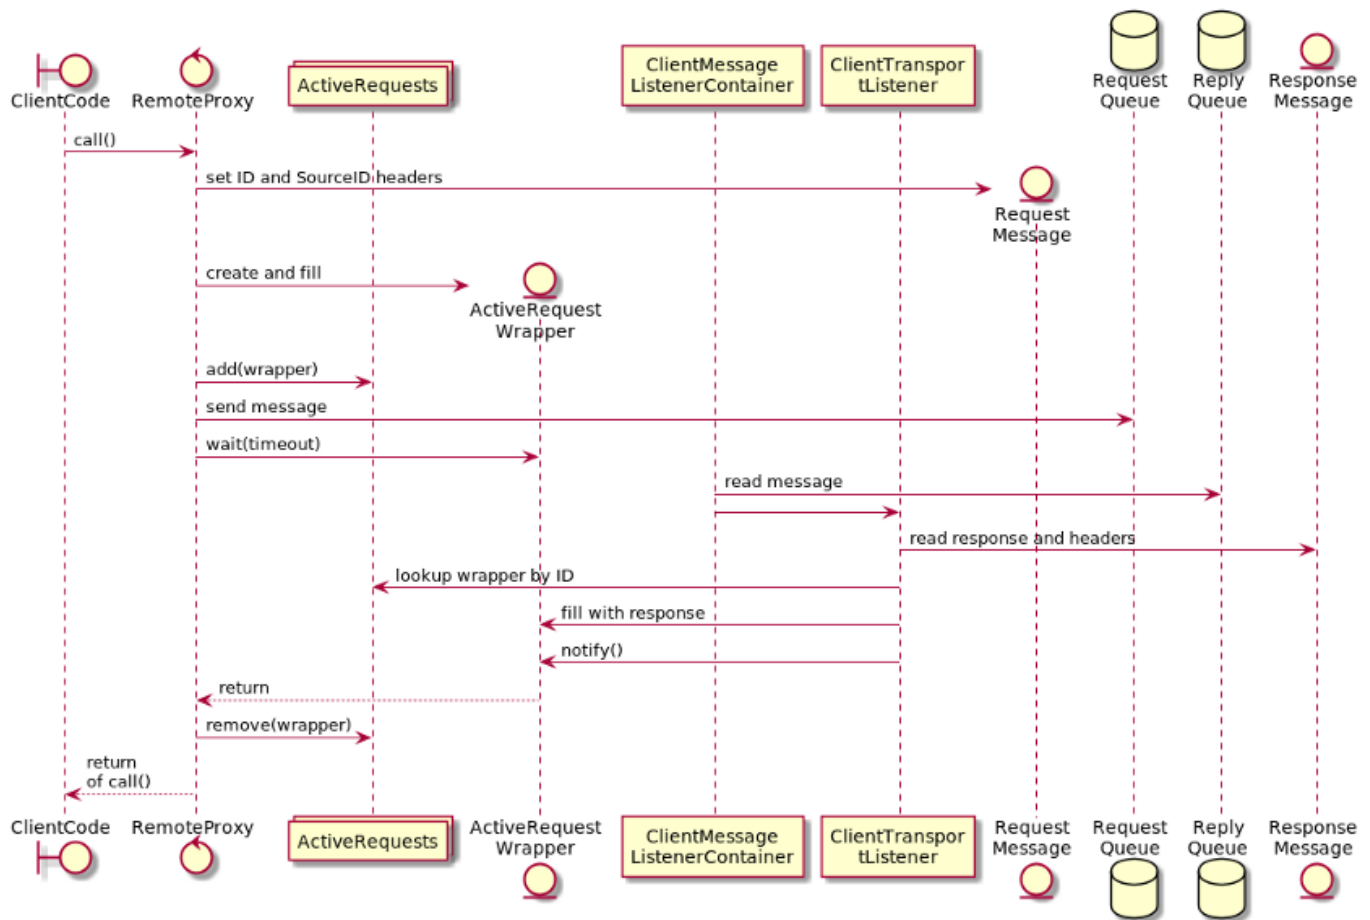 ClientCode
RemoteProxy
ActiveRequests
ClientMessage
ListenerContainer
ClientTranspor
tListener
Request
Queue
Reply
Queue
Response
Message
call()
set ID and SourceID headers
Request
Message
create and fill
ActiveRequest
Wrapper
add(wrapper)
send message
wait(timeout)
read message
read response and headers
lookup wrapper by ID
fill with response
notify()
return
remove(wrapper)
return
of call()
ClientCode
RemoteProxy
ActiveRequests
ActiveRequest
Wrapper
ClientMessage
ListenerContainer
ClientTranspor
tListener
Request
Message
Request
Queue
Reply
Queue
Response
Message